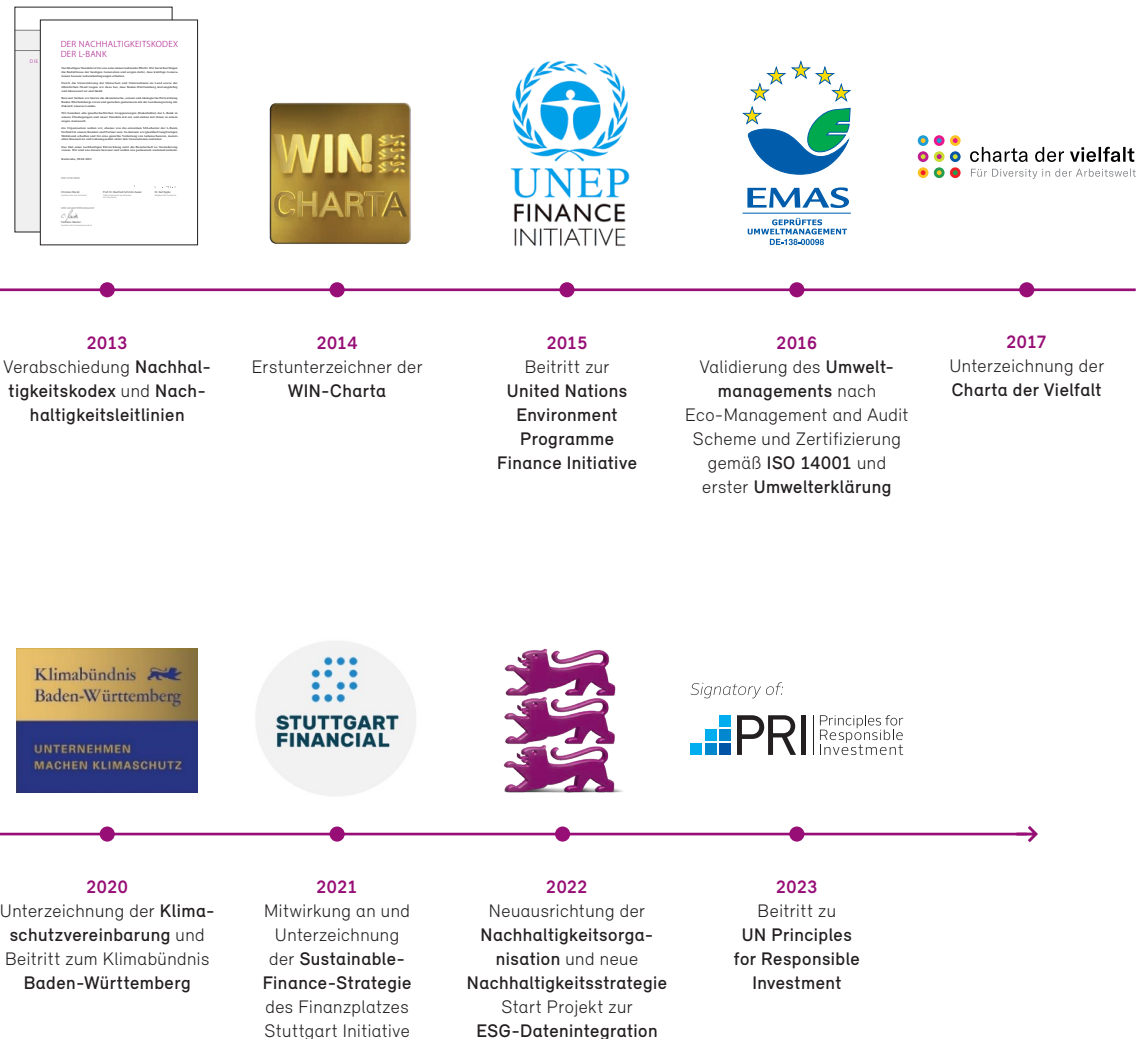 DER NACHHALTIGKEITSKODEX
DER L-BANK
DIE
WIN!
CHARTA
UNEP
FINANCE
INITIATIVE
EMAS
GEPRÜFTES
UMWELTMANAGEMENT
DE-138-00098
charta der vielfalt
Für Diversity in der Arbeitswelt
2013
Verabschiedung Nachhal-
tigkeitskodex und Nach-
haltigkeitsleitlinien
2014
Erstunterzeichner der
WIN-Charta
2015
Beitritt zur
United Nations
Environment
Programme
Finance Initiative
2016
Validierung des Umwelt-
managements nach
Eco-Management and Audit
Scheme und Zertifizierung
gemäß ISO 14001 und
erster Umwelterklärung
2017
Unterzeichnung der
Charta der Vielfalt
Klimabündnis
Baden-Württemberg
UNTERNEHMEN
MACHEN KLIMASCHUTZ
STUTTGART
FINANCIAL
Signatory of:
PRI Principles for
Responsible
Investment
2020
Unterzeichnung der Klima-
schutzvereinbarung und
Beitritt zum Klimabündnis
Baden-Württemberg
2021
Mitwirkung an und
Unterzeichnung
der Sustainable-
Finance-Strategie
des Finanzplatzes
Stuttgart Initiative
2022
Neuausrichtung der
Nachhaltigkeitsorga-
nisation und neue
Nachhaltigkeitsstrategie
Start Projekt zur
ESG-Datenintegration
2023
Beitritt zu
UN Principles
for Responsible
Investment